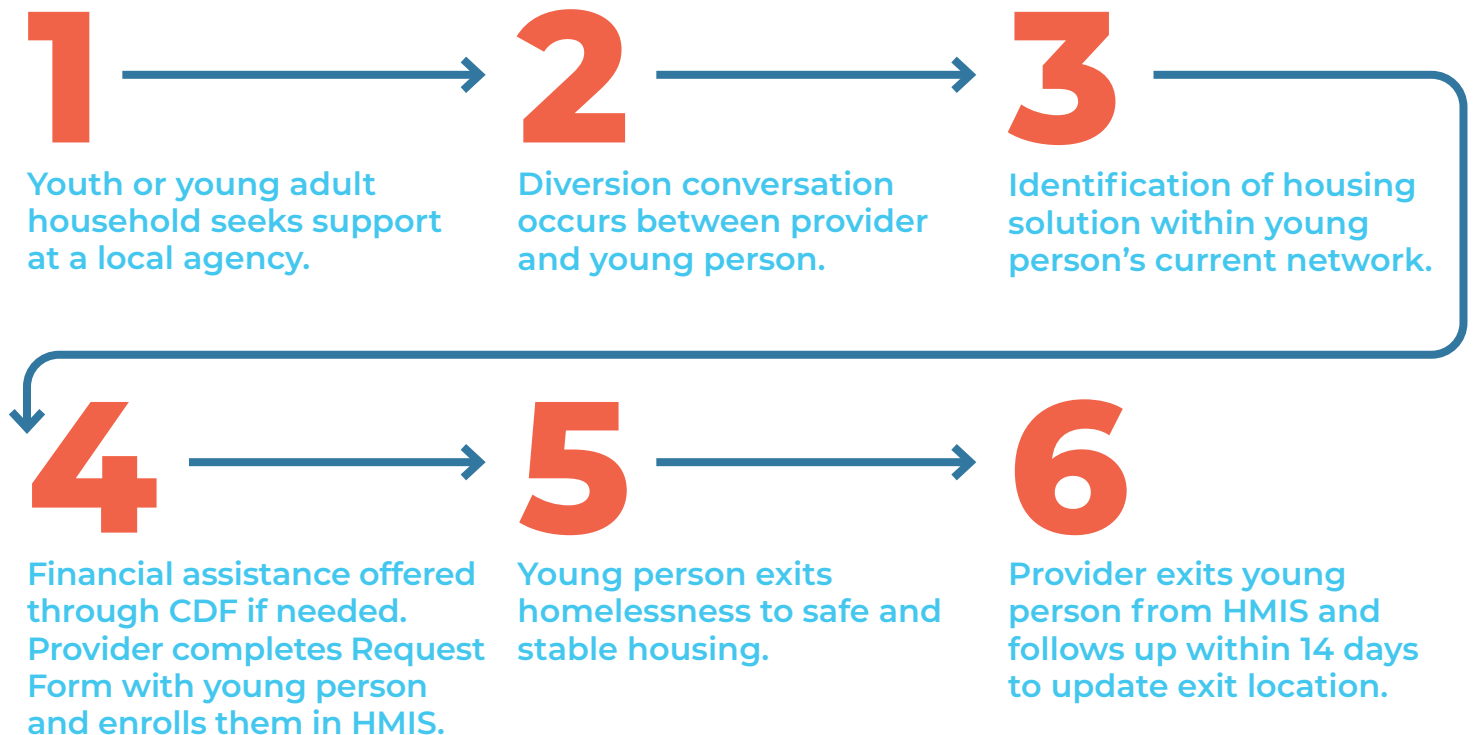 1
Youth or young adult
household seeks support
at a local agency.
2
Diversion conversation
occurs between provider
and young person.
3
Identification of housing
solution within young
person’s current network.
4
Financial assistance offered
through CDF if needed.
Provider completes Request
Form with young person
and enrolls them in HMIS.
5
Young person exits
homelessness to safe and
stable housing.
6
Provider exits young
person from HMIS and
follows up within 14 days
to update exit location.